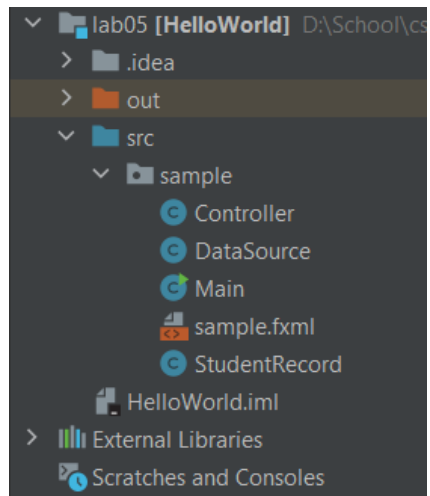 lab05 [HelloWorld] D:\School\cs
.idea
out
src
sample
Controller
DataSource
Main
sample.fxml
StudentRecord
HelloWorld.iml
External Libraries
Scratches and Consoles